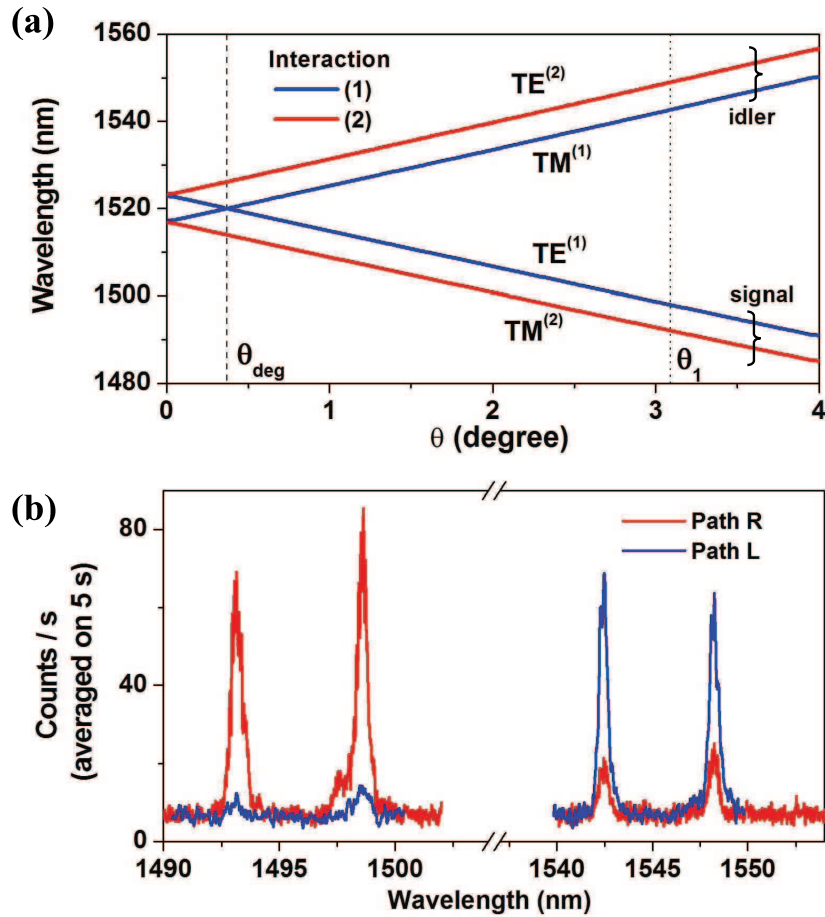 (a)
1560
1540
1520
1500
1480
Wavelength (nm)
Interaction
(1)
(2)
TE(2)
TM(1)
TE(1)
TM(2)
idler
signal
θdeg
θ1
0 1 2 3 4
θ (degree)
(b)
80
40
0
Counts / s
(averaged on 5 s)
Path R
Path L
1490 1495 1500 1540 1545 1550
Wavelength (nm)